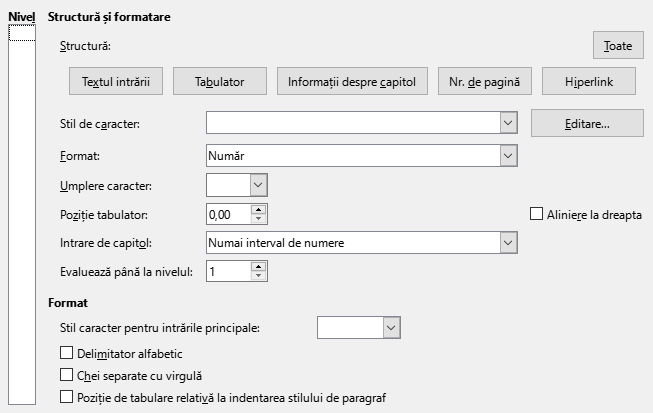 Nivel Structură și formatare
Structură: Toate
Textul intrării Tabulator Informații despre capitol Nr. de pagină Hiperlink
Stil de caracter: Editare...
Format: Număr
Umplere caracter:
Poziție tabulator: 0,00 Aliniere la dreapta
Intrare de capitol: Numai interval de numere
Evaluează până la nivelul: 1
Format
Stil caracter pentru intrările principale:
Delimitator alfabetic
Chei separate cu virgulă
Poziție de tabulare relativă la indentarea stilului de paragraf